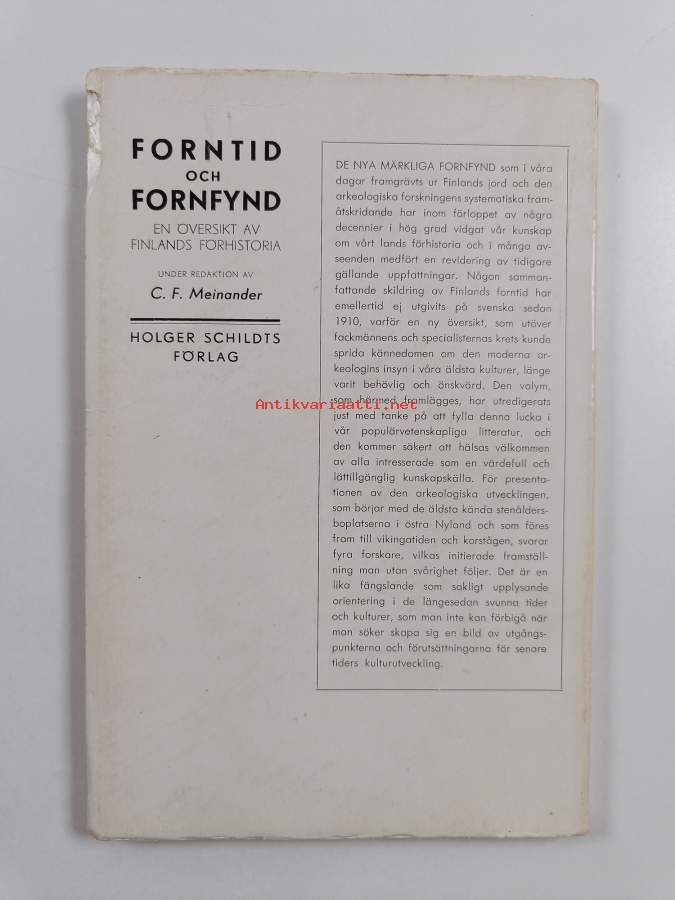 FORNTID
OCH
FORNFYND
EN ÖVERSIKT AV
FINLANDS FÖRHISTORIA
UNDER REDAKTION AV
C. F. Meinander
HOLGER SCHILDTS
FÖRLAG
DE NYA MÄRKLIGA FORNFYND som i våra
dagar framgrävts ur Finlands jord och den
arkeologiska forskningens systematiska fram-
åtskridande har inom förloppet av några
decennier i hög grad vidgat vår kunskap
om vårt lands förhistoria och i många av-
seenden medfört en revidering av tidigare
gällande uppfattningar. Någon samman-
fattande skildring av Finlands forntid har
emellertid ej utgivits på svenska sedan
1910, varför en ny översikt, som utöver
fackmännens och specialisternas krets kunde
sprida kännedomen om den moderna ar-
keologins insyn i våra äldsta kulturer, länge
varit behövlig och önskvärd. Den volym,
som härmed framlägges, har utredigerats
just med tanke på att fylla denna lucka i
vår populärvetenskapliga litteratur, och
den kommer säkert att hälsas välkommen
av alla intresserade som en värdefull och
lättillgänglig kunskapskälla. För presenta-
tionen av den arkeologiska utvecklingen,
som börjar med de äldsta kända stenålders-
boplatserna i östra Nyland och som föres
fram till vikingatiden och korstågen, svarar
fyra forskare, vilkas initierade framställ-
ning man utan svårighet följer. Det är en
lika fängslande som sakligt upplysande
orientering i de längesedan svunna tider
och kulturer, som man inte kan förbigå när
man söker skapa sig en bild av utgångs-
punkterna och förutsättningarna för senare
tiders kulturutveckling.
Antikvariaatti.net